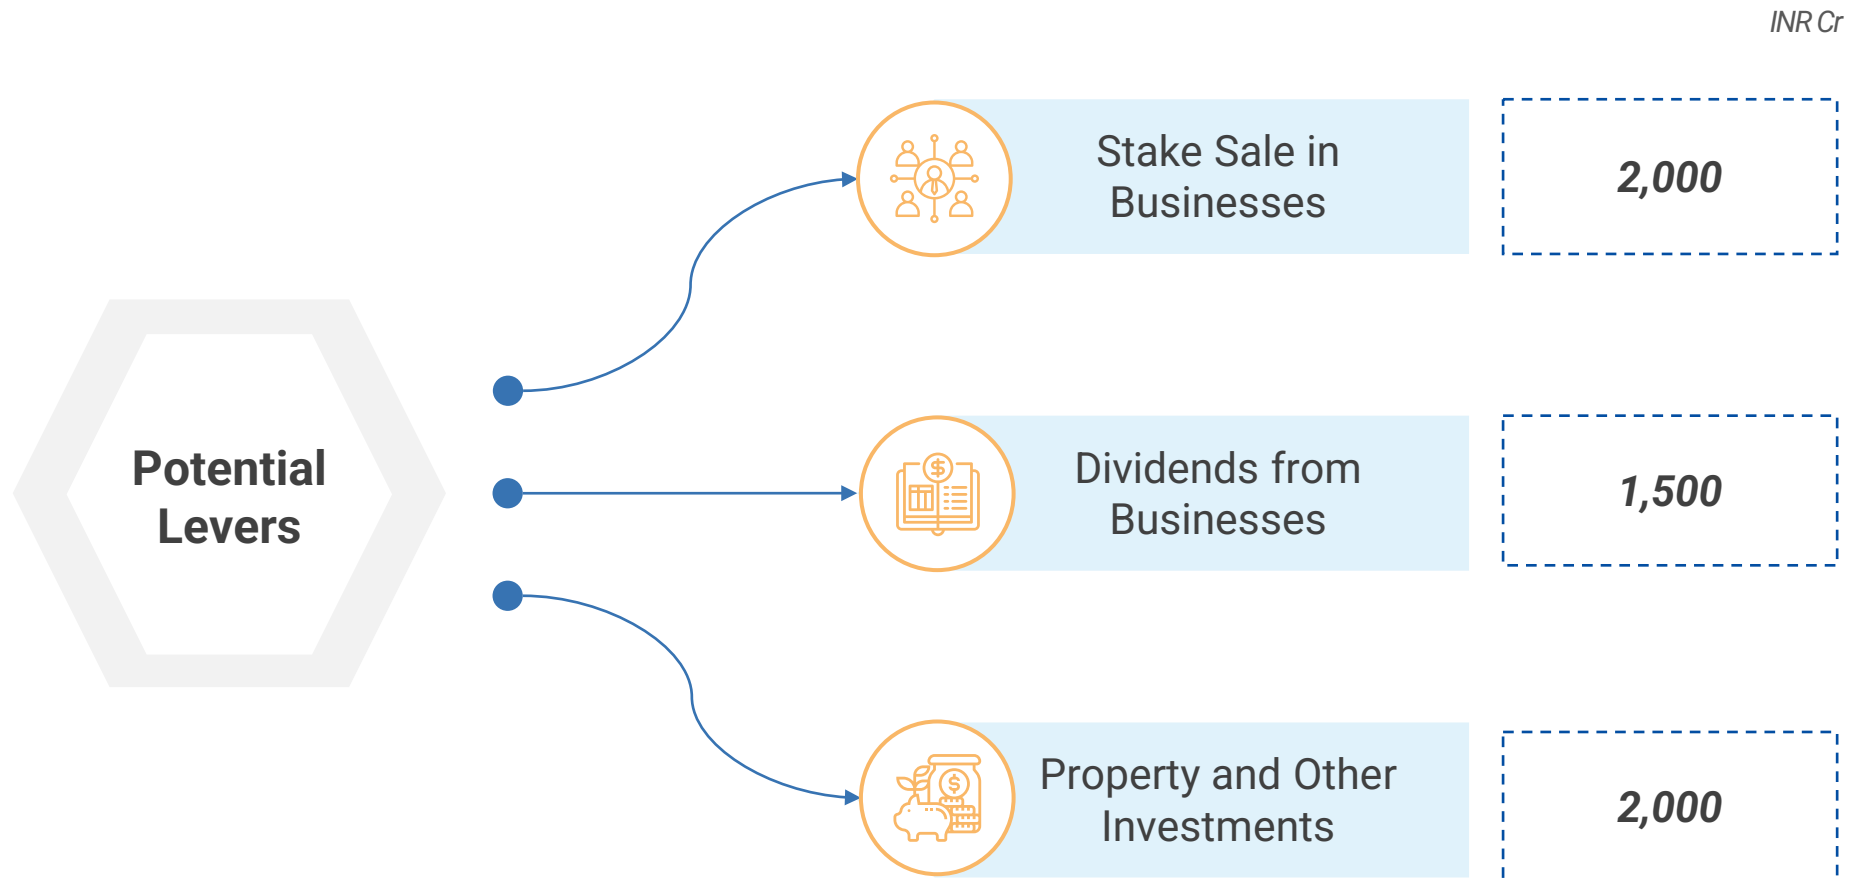 INR Cr
Stake Sale in
Businesses
2,000
Potential
Levers
Dividends from
Businesses
1,500
Property and Other
Investments
2,000